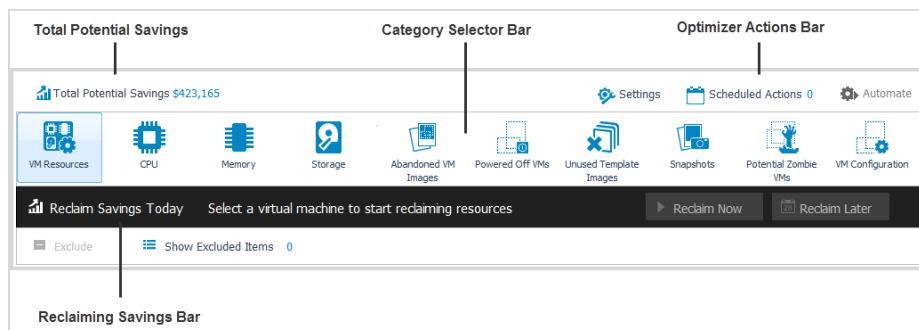 Total Potential Savings Category Selector Bar Optimizer Actions Bar
Total Potential Savings $423,165 Settings Scheduled Actions 0 Automate
VM Resources CPU Memory Storage Abandoned VM Images Powered Off VMs Unused Template Images Snapshots Potential Zombie VMs VM Configuration
Reclaim Savings Today Select a virtual machine to start reclaiming resources Reclaim Now Reclaim Later
Exclude Show Excluded Items 0
Reclaiming Savings Bar